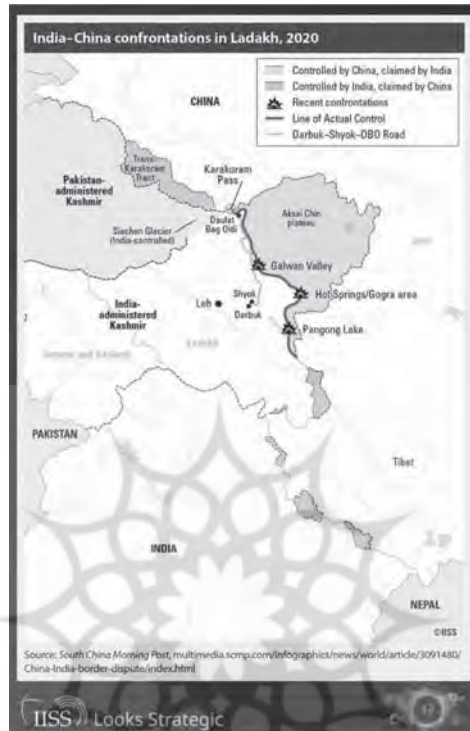 India–China confrontations in Ladakh, 2020
Controlled by China, claimed by India
Controlled by India, claimed by China
Recent confrontations
Line of Actual Control
Darbuk–Shyok–DBO Road
CHINA
Trans-
Karakoram
Tract
Karakoram
Pass
Pakistan-
administered
Kashmir
Aksai Chin
plateau
Daulat
Beg Oldi
Siachen Glacier
(India-controlled)
Galwan Valley
Hot Springs/Gogra area
India-
administered
Kashmir
Leh
Shyok
Darbuk
Pangong Lake
Ladakh
Jammu and Kashmir
PAKISTAN
Tibet
INDIA
NEPAL
©IISS
Source: South China Morning Post, multimedia.scmp.com/infographics/news/world/article/3091480/
China-India-border-dispute/index.html
IISS Looks Strategic